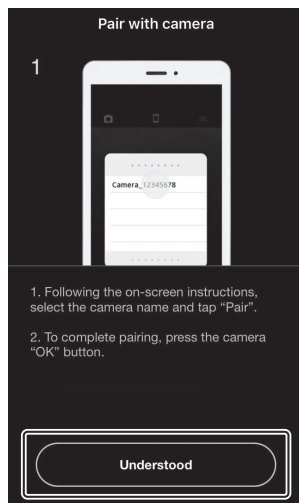 Pair with camera
1
Camera_12345678
1. Following the on-screen instructions,
select the camera name and tap “Pair”.
2. To complete pairing, press the camera
“OK” button.
Understood